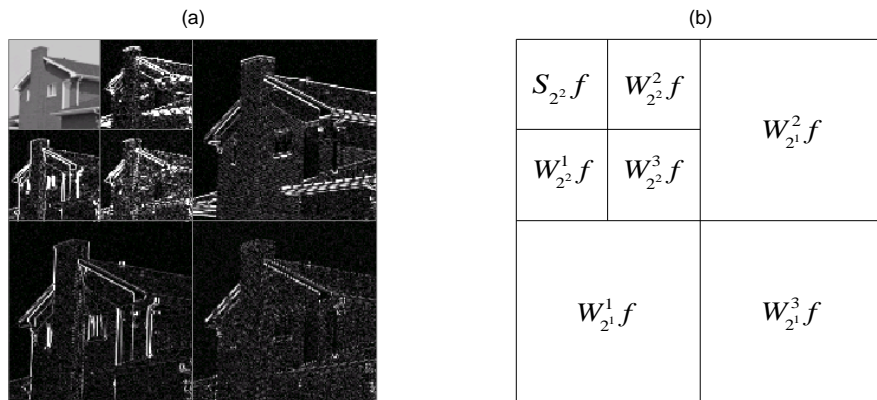 (a) (b)
S_{2^2} f W^2_{2^2} f
W^2_{2^1} f
W^1_{2^2} f W^3_{2^2} f
W^1_{2^1} f W^3_{2^1} f